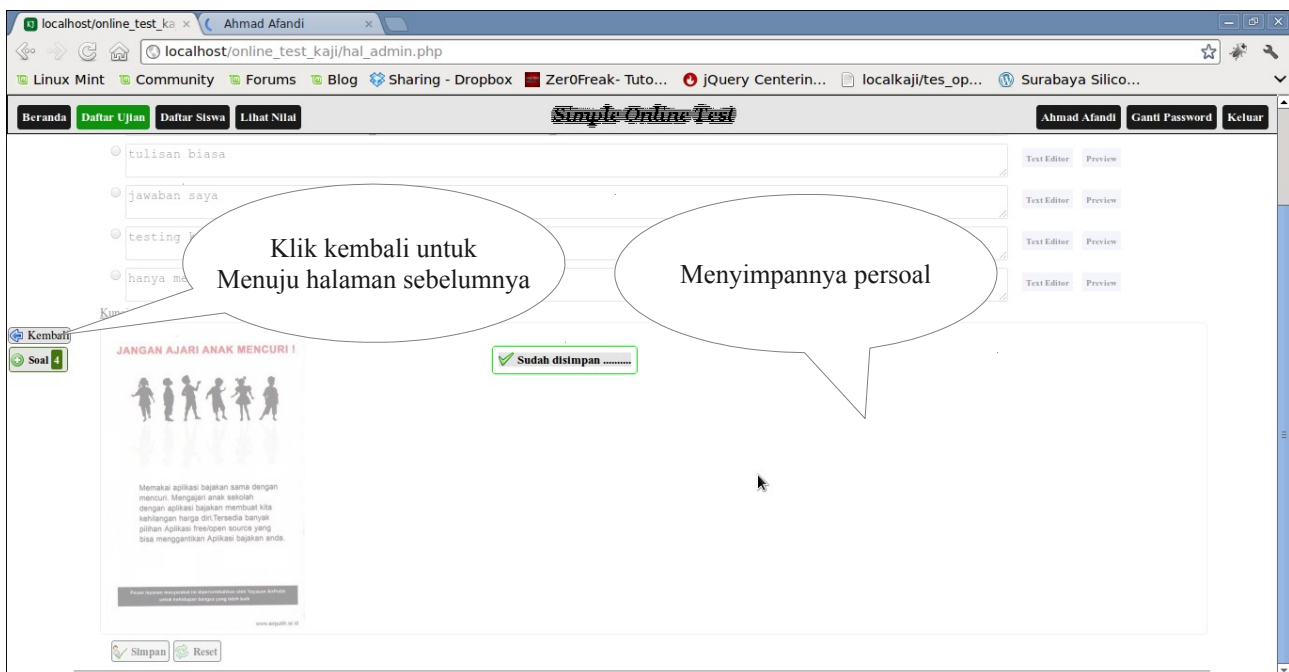 localhost/online_test_ka
Ahmad Afandi
localhost/online_test_kaji/hal_admin.php
Linux Mint Community Forums Blog Sharing - Dropbox Zer0Freak- Tuto... jQuery Centerin... localkaji/tes_op... Surabaya Silico...
Beranda Daftar Ujian Daftar Siswa Lihat Nilai Simple Online Test Ahmad Afandi Ganti Password Keluar
tulisan biasa Text Editor Preview
jawaban saya Text Editor Preview
testing Text Editor Preview
hanya me Text Editor Preview
Klik kembali untuk
Menuju halaman sebelumnya
Menyimpannya persoal
Kun
Kembali
Soal 4
JANGAN AJARI ANAK MENCURI !
Sudah disimpan ..........
Memakai aplikasi bajakan sama dengan
mencuri. Mengajari anak sekolah
dengan aplikasi bajakan membuat kita
kehilangan harga diri.Tersedia banyak
pilihan Aplikasi free/open source yang
bisa menggantikan Aplikasi bajakan anda.
www.airputih.or.id
Simpan Reset